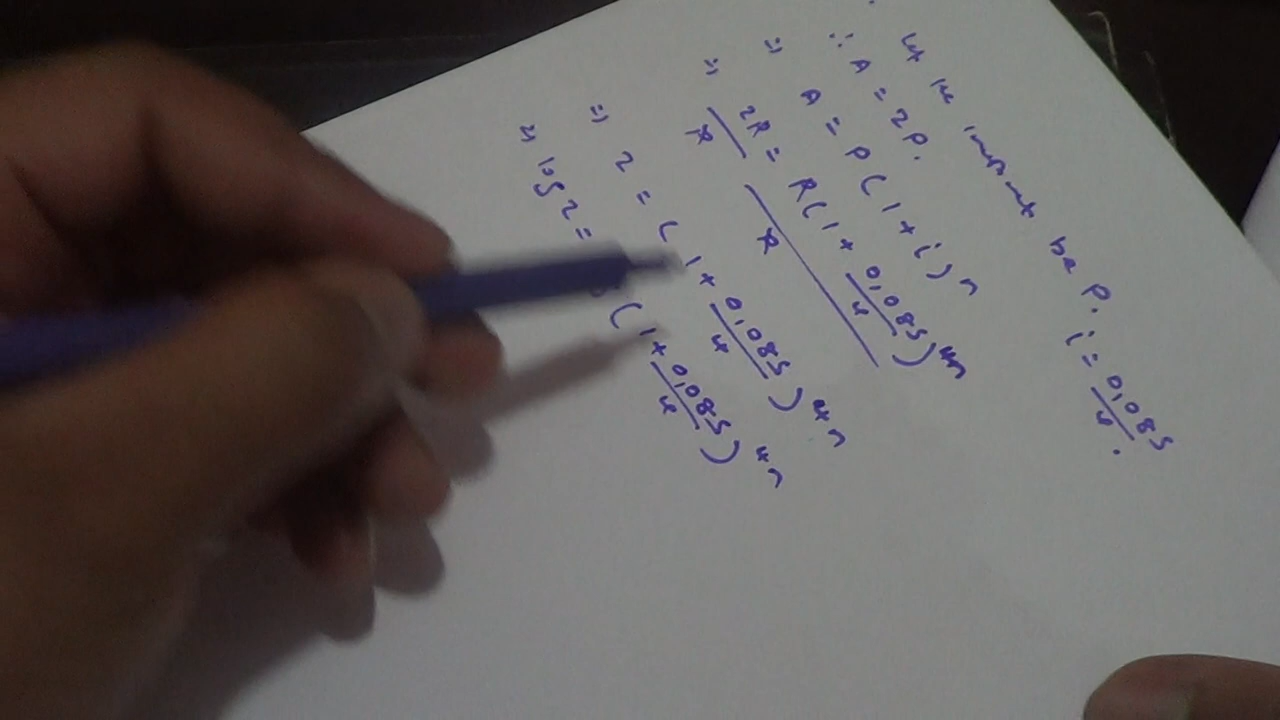 Let the investment be P. i = 0.085/4.
∴ A = 2P.
⇒ A = P(1+i)n
⇒ 2P/P = P(1+0.085/4)4n/P
⇒ 2 = (1+0.085/4)4n
⇒ log 2 = (1+0.085/4)4n